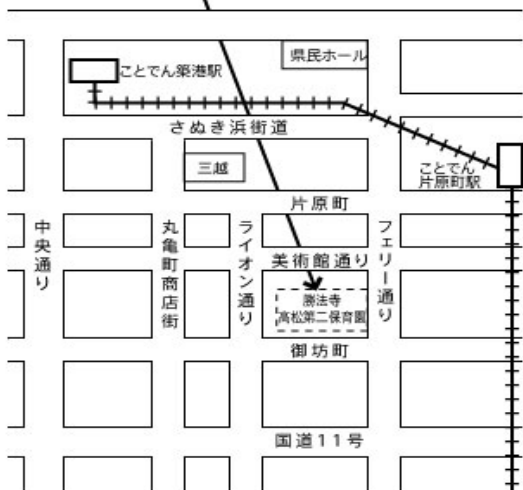 県民ホール
ことでん築港駅
さぬき浜街道
三越
ことでん
片原町駅
片原町
中央通り
丸亀町商店街
ライオン通り
フェリー通り
美術館通り
勝法寺
高松第二保育園
御坊町
国道11号